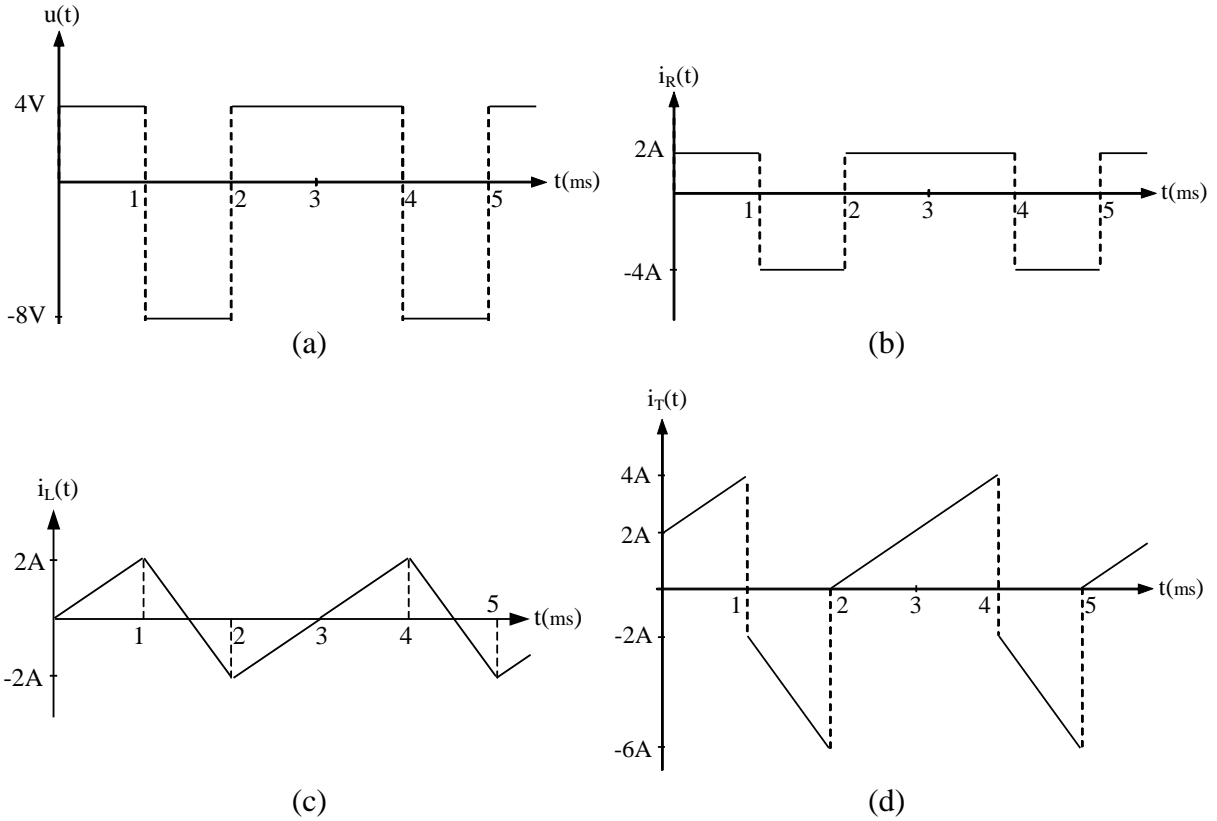 u(t)
4V
1 2 3 4 5 t(ms)
-8V
(a)
i_R(t)
2A
1 2 3 4 5 t(ms)
-4A
(b)
i_L(t)
2A
1 2 3 4 5 t(ms)
-2A
(c)
i_T(t)
4A
2A
1 2 3 4 5 t(ms)
-2A
-6A
(d)